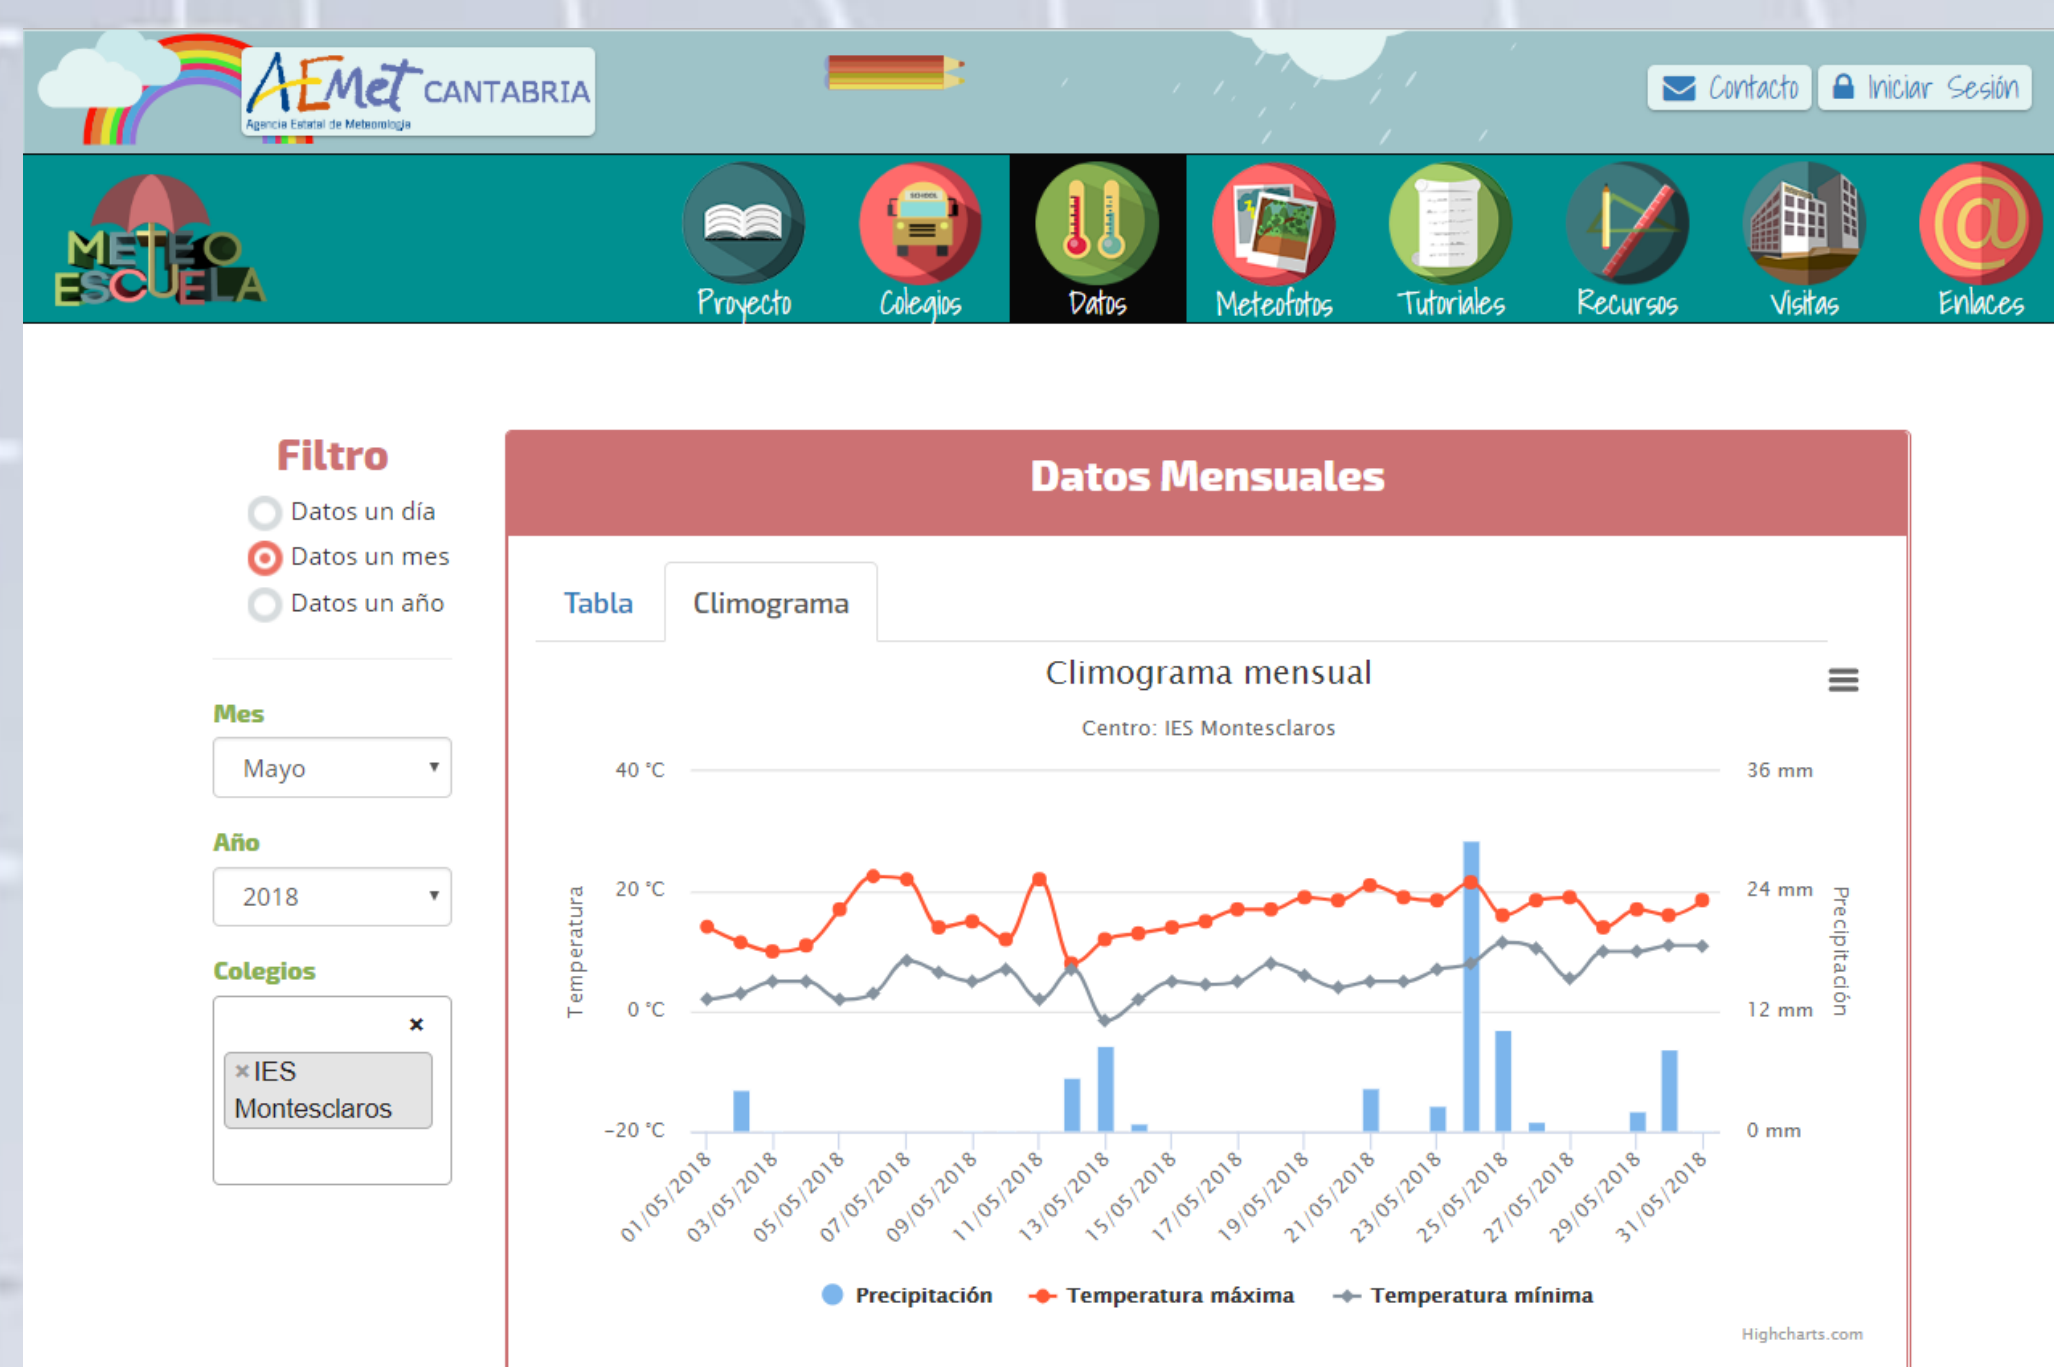 AEMet CANTABRIA
Agencia Estatal de Meteorología
Contacto
Iniciar Sesión
METEO
ESCUELA
SCHOOL
Proyecto
Colegios
Datos
Meteofotos
Tutoriales
Recursos
Visitas
Enlaces
Filtro
Datos un día
Datos un mes
Datos un año
Mes
Mayo
Año
2018
Colegios
×
×IES
Montesclaros
Datos Mensuales
Tabla
Climograma
Climograma mensual
Centro: IES Montesclaros
40 °C
20 °C
0 °C
−20 °C
Temperatura
36 mm
24 mm
12 mm
0 mm
Precipitación
01/05/2018
03/05/2018
05/05/2018
07/05/2018
09/05/2018
11/05/2018
13/05/2018
15/05/2018
17/05/2018
19/05/2018
21/05/2018
23/05/2018
25/05/2018
27/05/2018
29/05/2018
31/05/2018
Precipitación Temperatura máxima Temperatura mínima
Highcharts.com